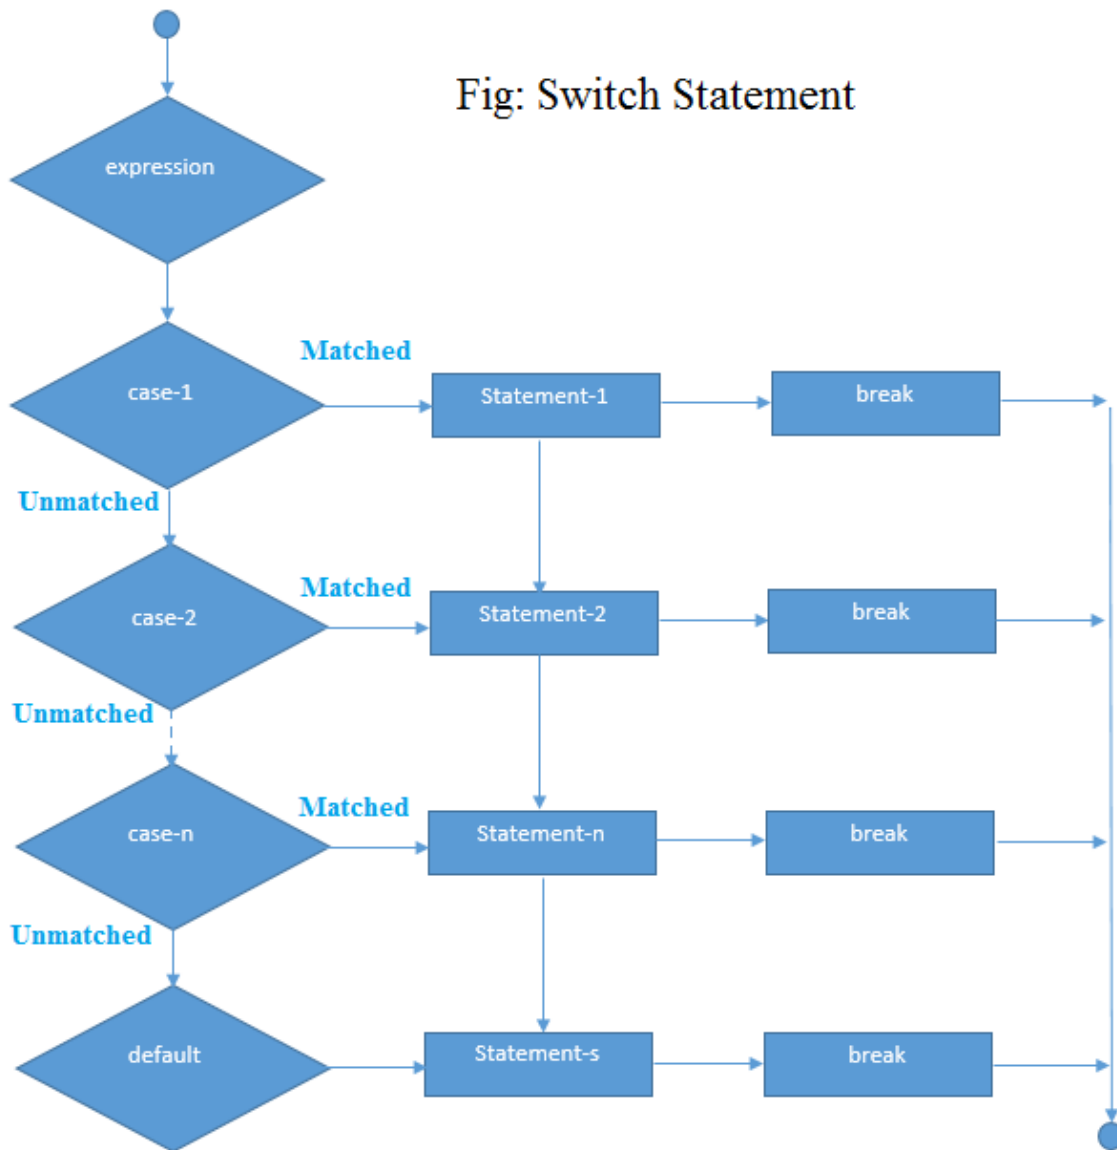 Fig: Switch Statement
expression
Matched
case-1
Statement-1
break
Unmatched
Matched
case-2
Statement-2
break
Unmatched
Matched
case-n
Statement-n
break
Unmatched
default
Statement-s
break